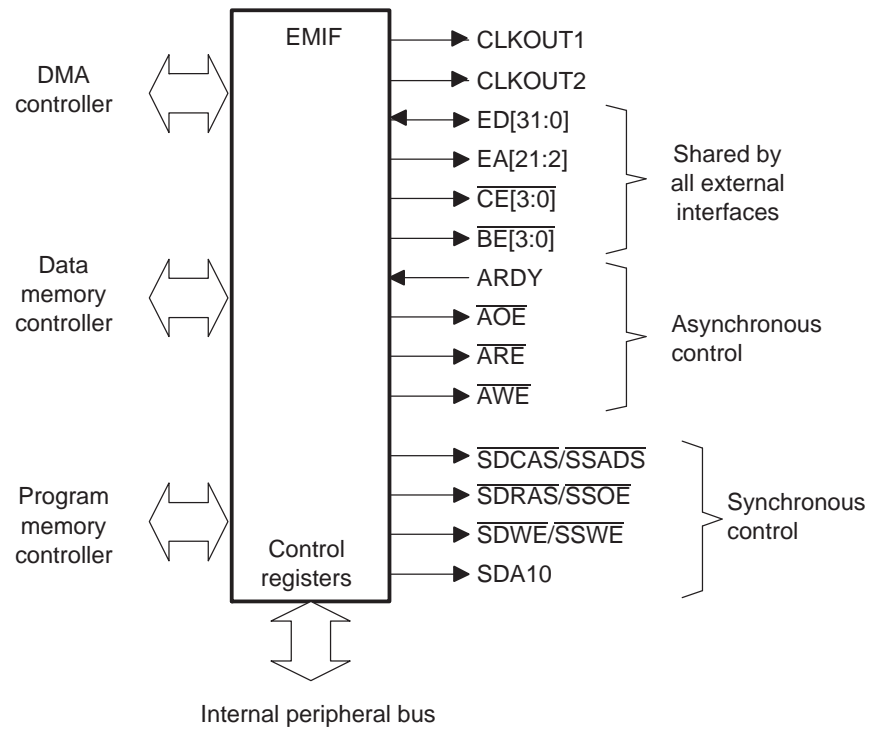 EMIF
CLKOUT1
CLKOUT2
ED[31:0]
EA[21:2]
CE[3:0]
BE[3:0]
ARDY
AOE
ARE
AWE
SDCAS/SSADS
SDRAS/SSOE
SDWE/SSWE
SDA10
DMA
controller
Data
memory
controller
Program
memory
controller
Shared by
all external
interfaces
Asynchronous
control
Synchronous
control
Control
registers
Internal peripheral bus